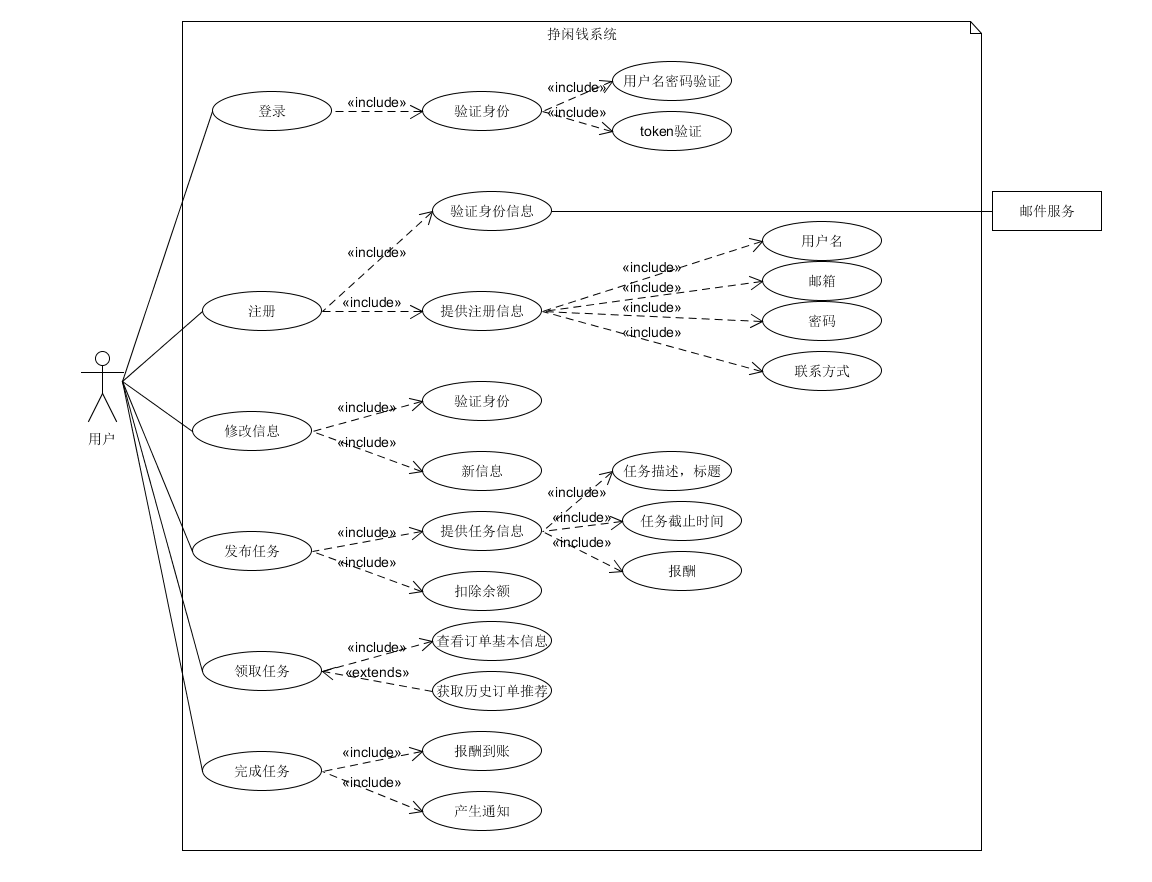 挣闲钱系统
用户
登录
«include»
验证身份
«include»
用户名密码验证
«include»
token验证
注册
«include»
验证身份信息
邮件服务
«include»
提供注册信息
«include»
用户名
«include»
邮箱
«include»
密码
«include»
联系方式
修改信息
«include»
验证身份
«include»
新信息
发布任务
«include»
提供任务信息
«include»
任务描述，标题
«include»
任务截止时间
«include»
报酬
«include»
扣除余额
领取任务
«include»
查看订单基本信息
«extends»
获取历史订单推荐
完成任务
«include»
报酬到账
«include»
产生通知